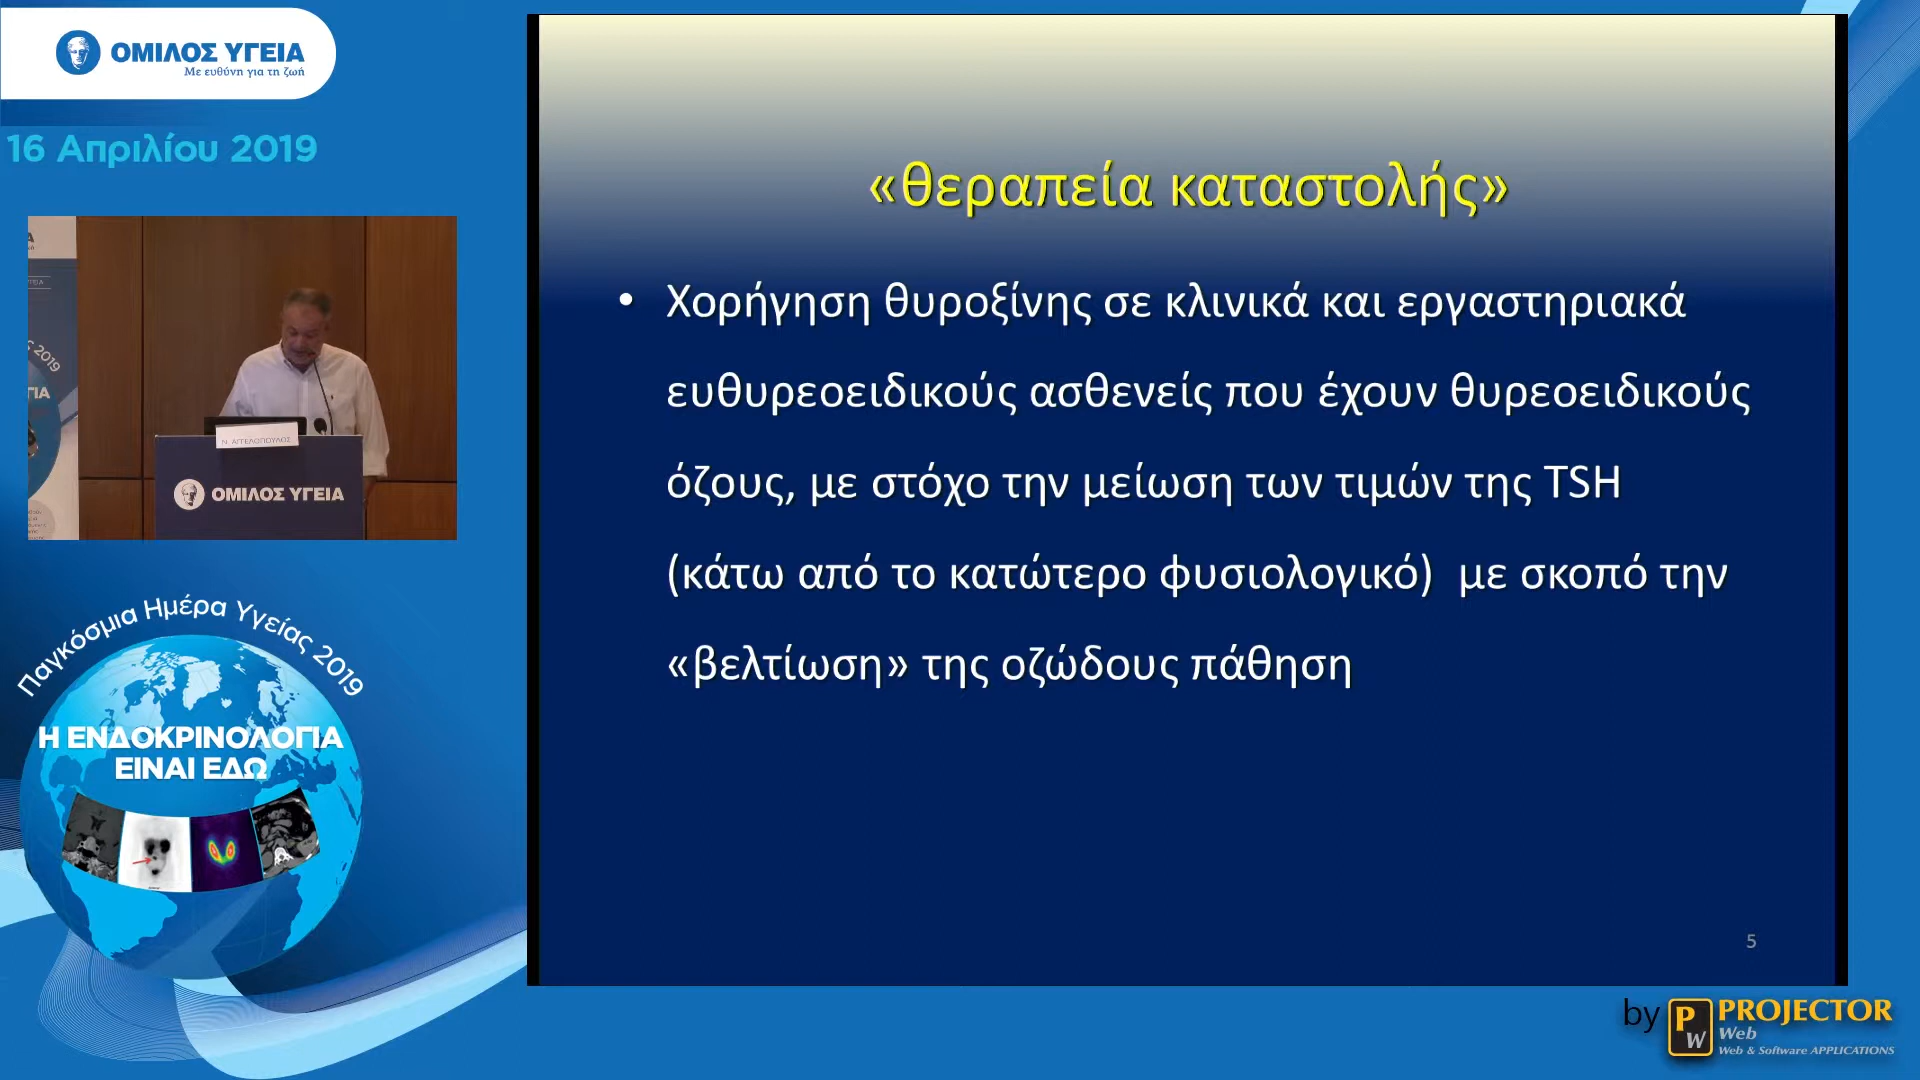 ΟΜΙΛΟΣ ΥΓΕΙΑ
Με ευθύνη για τη ζωή
16 Απριλίου 2019
Ν. ΑΓΓΕΛΟΠΟΥΛΟΣ
ΟΜΙΛΟΣ ΥΓΕΙΑ
Παγκόσμια Ημέρα Υγείας 2019
Η ΕΝΔΟΚΡΙΝΟΛΟΓΙΑ
ΕΙΝΑΙ ΕΔΩ
«θεραπεία καταστολής»
• Χορήγηση θυροξίνης σε κλινικά και εργαστηριακά
ευθυρεοειδικούς ασθενείς που έχουν θυρεοειδικούς
όζους, με στόχο την μείωση των τιμών της TSH
(κάτω από το κατώτερο φυσιολογικό) με σκοπό την
«βελτίωση» της οζώδους πάθηση
5
by PW PROJECTOR
Web
Web & Software APPLICATIONS